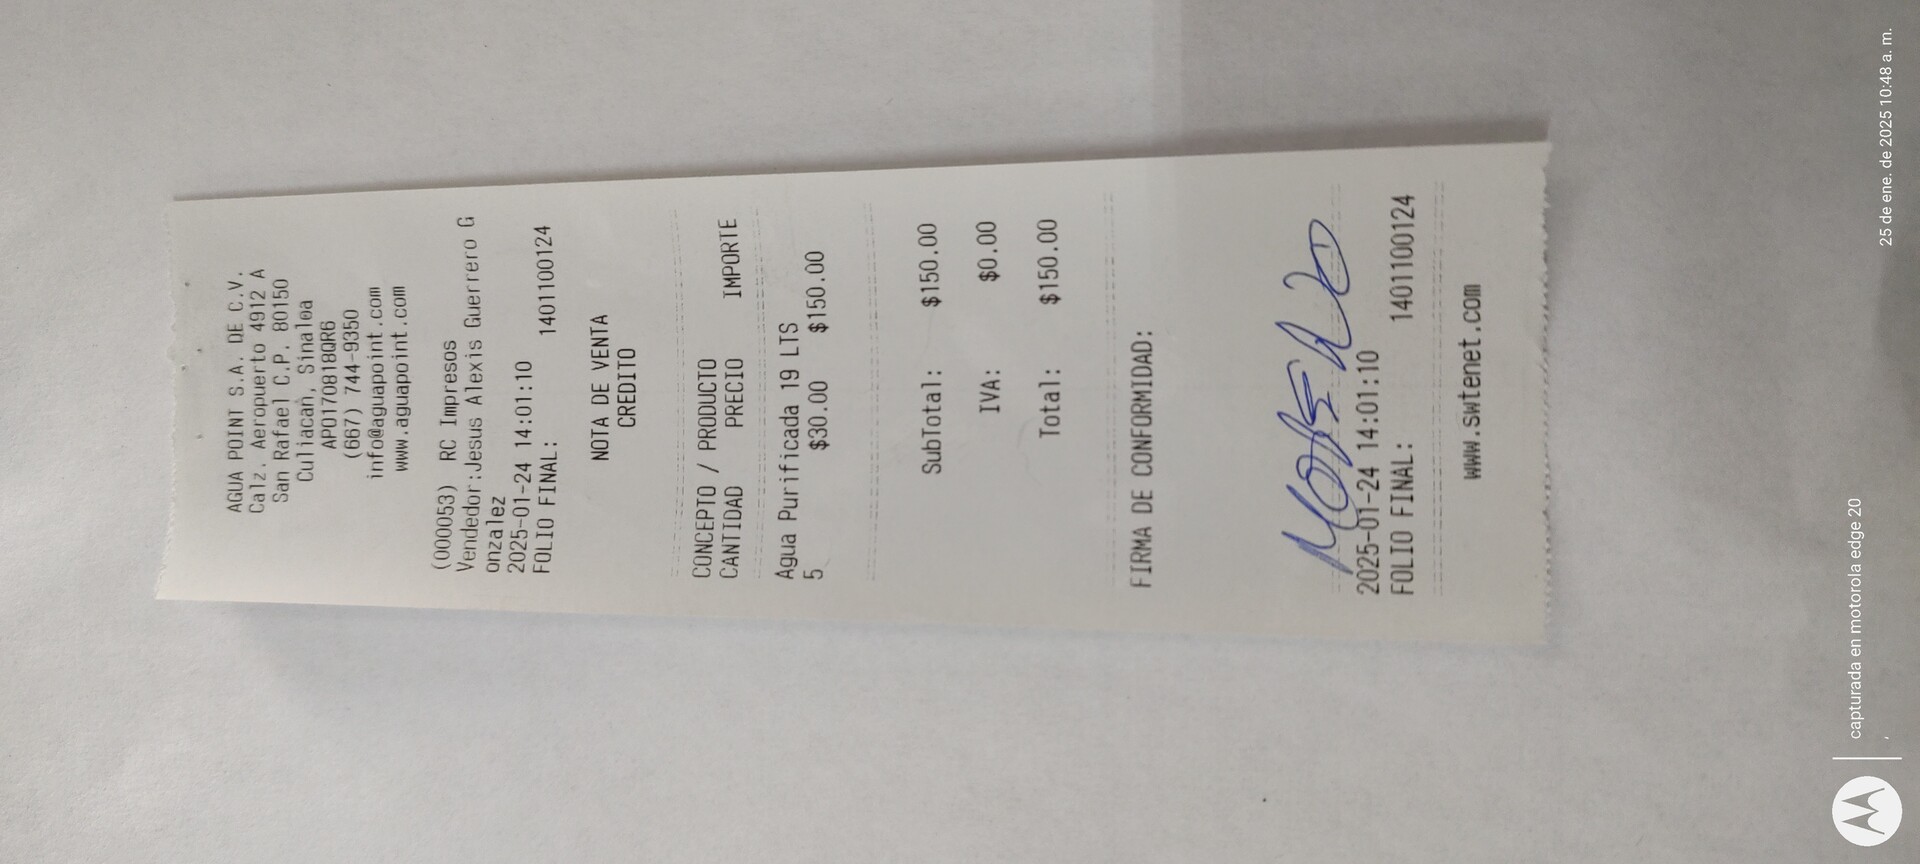 AGUA POINT S.A. DE C.V.
Calz. Aeropuerto 4912 A
San Rafael C.P. 80150
Culiacan, Sinaloa
APO170818QR6
(667) 744-9350
info@aguapoint.com
www.aguapoint.com
(000053) RC Impresos
Vendedor:Jesus Alexis Guerrero G
onzalez
2025-01-24 14:01:10
FOLIO FINAL: 1401100124
NOTA DE VENTA
CREDITO
CONCEPTO / PRODUCTO
CANTIDAD PRECIO IMPORTE
Agua Purificada 19 LTS
5 $30.00 $150.00
SubTotal: $150.00
IVA: $0.00
Total: $150.00
FIRMA DE CONFORMIDAD:
2025-01-24 14:01:10
FOLIO FINAL: 1401100124
www.swtenet.com
capturada en motorola edge 20
25 de ene. de 2025 10:48 a. m.